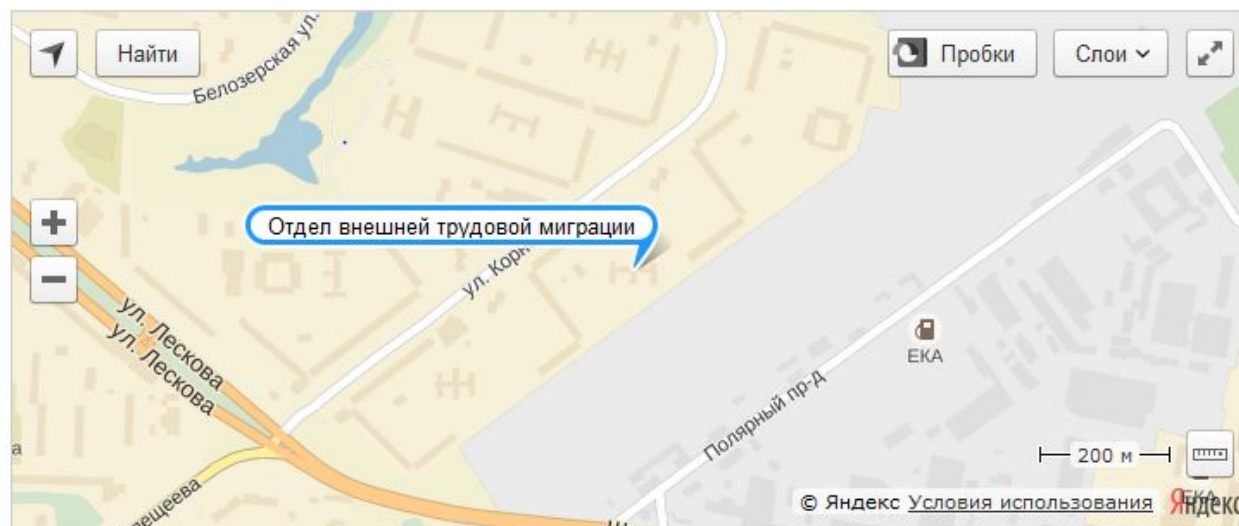 Найти
Пробки
Слои
Белозерская ул.
Отдел внешней трудовой миграции
ул.
ул. Лескова
ул. Лескова
ЕКА
Полярный пр-д
200 м
© Яндекс Условия использования
Яндекс